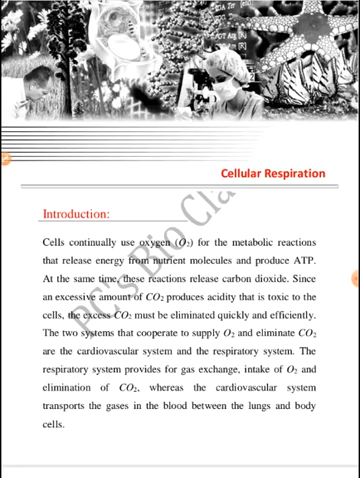 Cellular Respiration
Introduction:
Cells continually use oxygen (O₂) for the metabolic reactions
that release energy from nutrient molecules and produce ATP.
At the same time, these reactions release carbon dioxide. Since
an excessive amount of CO₂ produces acidity that is toxic to the
cells, the excess CO₂ must be eliminated quickly and efficiently.
The two systems that cooperate to supply O₂ and eliminate CO₂
are the cardiovascular system and the respiratory system. The
respiratory system provides for gas exchange, intake of O₂ and
elimination of CO₂, whereas the cardiovascular system
transports the gases in the blood between the lungs and body
cells.
PC's Bio Cla